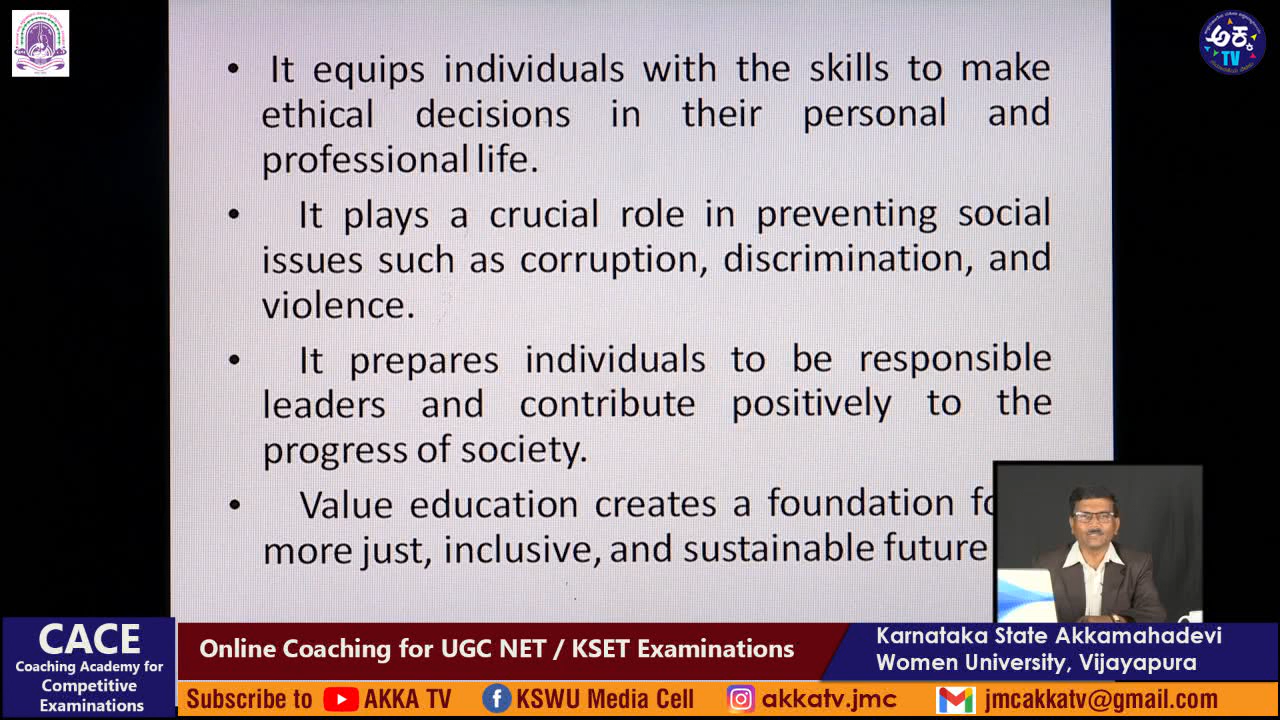 • It equips individuals with the skills to make
ethical decisions in their personal and
professional life.
• It plays a crucial role in preventing social
issues such as corruption, discrimination, and
violence.
• It prepares individuals to be responsible
leaders and contribute positively to the
progress of society.
• Value education creates a foundation
more just, inclusive, and sustainable future
ಅಕ್ಕ
TV
CACE
Coaching Academy for
Competitive
Examinations
Online Coaching for UGC NET / KSET Examinations
Karnataka State Akkamahadevi
Women University, Vijayapura
Subscribe to AKKA TV KSWU Media Cell akkatv.jmc jmcakkatv@gmail.com